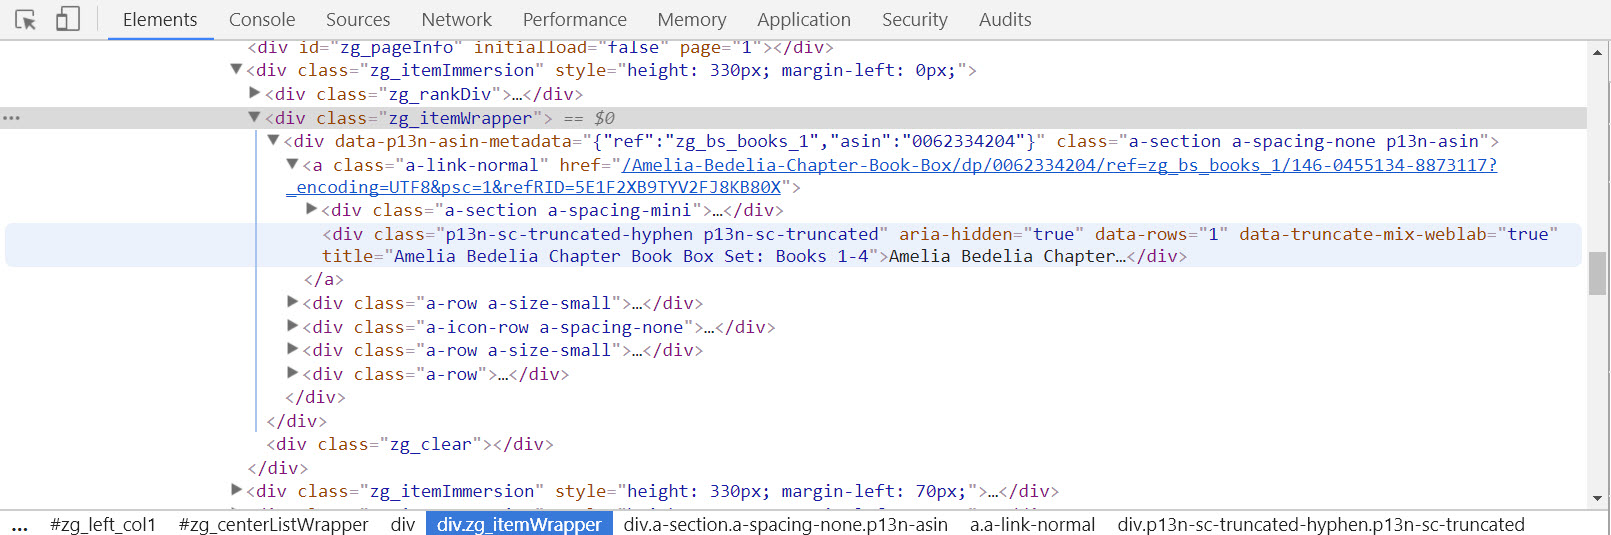 Elements Console Sources Network Performance Memory Application Security Audits
<div id="zg_pageInfo" initialload="false" page="1"></div>
▼<div class="zg_itemImmersion" style="height: 330px; margin-left: 0px;">
▶<div class="zg_rankDiv">…</div>
… ▼<div class="zg_itemWrapper"> == $0
▼<div data-p13n-asin-metadata="{"ref":"zg_bs_books_1","asin":"0062334204"}" class="a-section a-spacing-none p13n-asin">
▼<a class="a-link-normal" href="/Amelia-Bedelia-Chapter-Book-Box/dp/0062334204/ref=zg_bs_books_1/146-0455134-8873117?
_encoding=UTF8&psc=1&refRID=5E1F2XB9TYV2FJ8KB80X">
▶<div class="a-section a-spacing-mini">…</div>
<div class="p13n-sc-truncated-hyphen p13n-sc-truncated" aria-hidden="true" data-rows="1" data-truncate-mix-weblab="true"
title="Amelia Bedelia Chapter Book Box Set: Books 1-4">Amelia Bedelia Chapter…</div>
</a>
▶<div class="a-row a-size-small">…</div>
▶<div class="a-icon-row a-spacing-none">…</div>
▶<div class="a-row a-size-small">…</div>
▶<div class="a-row">…</div>
</div>
</div>
<div class="zg_clear"></div>
</div>
▶<div class="zg_itemImmersion" style="height: 330px; margin-left: 70px;">…</div>
… #zg_left_col1 #zg_centerListWrapper div div.zg_itemWrapper div.a-section.a-spacing-none.p13n-asin a.a-link-normal div.p13n-sc-truncated-hyphen.p13n-sc-truncated